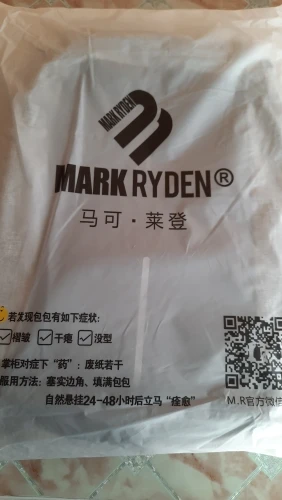 MARK RYDEN
MARK RYDEN®
马可·莱登
若发现包包有如下症状:
褶皱 干瘪 没型
掌柜对症下“药”: 废纸若干
服用方法: 塞实边角、填满包包
自然悬挂24-48小时后立马“痊愈”
M.R官方微信